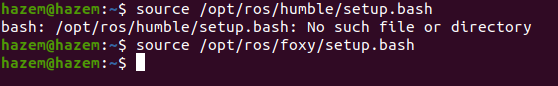 hazem@hazem:~$ source /opt/ros/humble/setup.bash
bash: /opt/ros/humble/setup.bash: No such file or directory
hazem@hazem:~$ source /opt/ros/foxy/setup.bash
hazem@hazem:~$